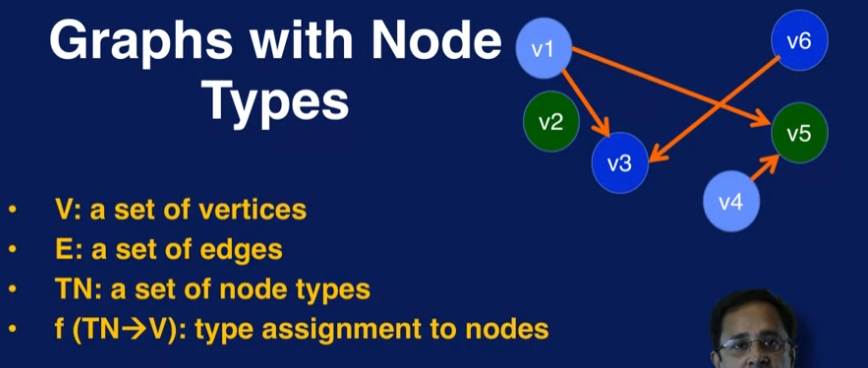 Graphs with Node
Types
v1
v6
v2
v5
v3
v4
• V: a set of vertices
• E: a set of edges
• TN: a set of node types
• f (TN→V): type assignment to nodes